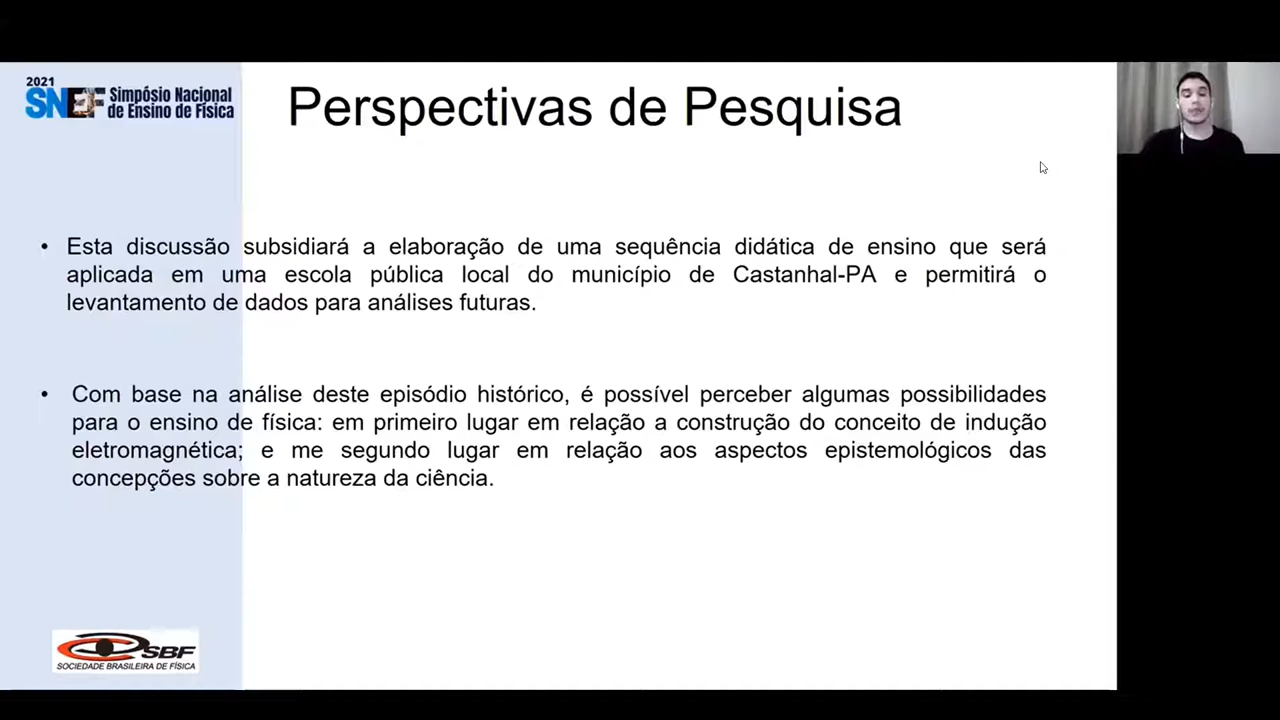 2021
SNEF Simpósio Nacional
de Ensino de Física
Perspectivas de Pesquisa
• Esta discussão subsidiará a elaboração de uma sequência didática de ensino que será
aplicada em uma escola pública local do município de Castanhal-PA e permitirá o
levantamento de dados para análises futuras.
• Com base na análise deste episódio histórico, é possível perceber algumas possibilidades
para o ensino de física: em primeiro lugar em relação a construção do conceito de indução
eletromagnética; e me segundo lugar em relação aos aspectos epistemológicos das
concepções sobre a natureza da ciência.
SBF
SOCIEDADE BRASILEIRA DE FÍSICA